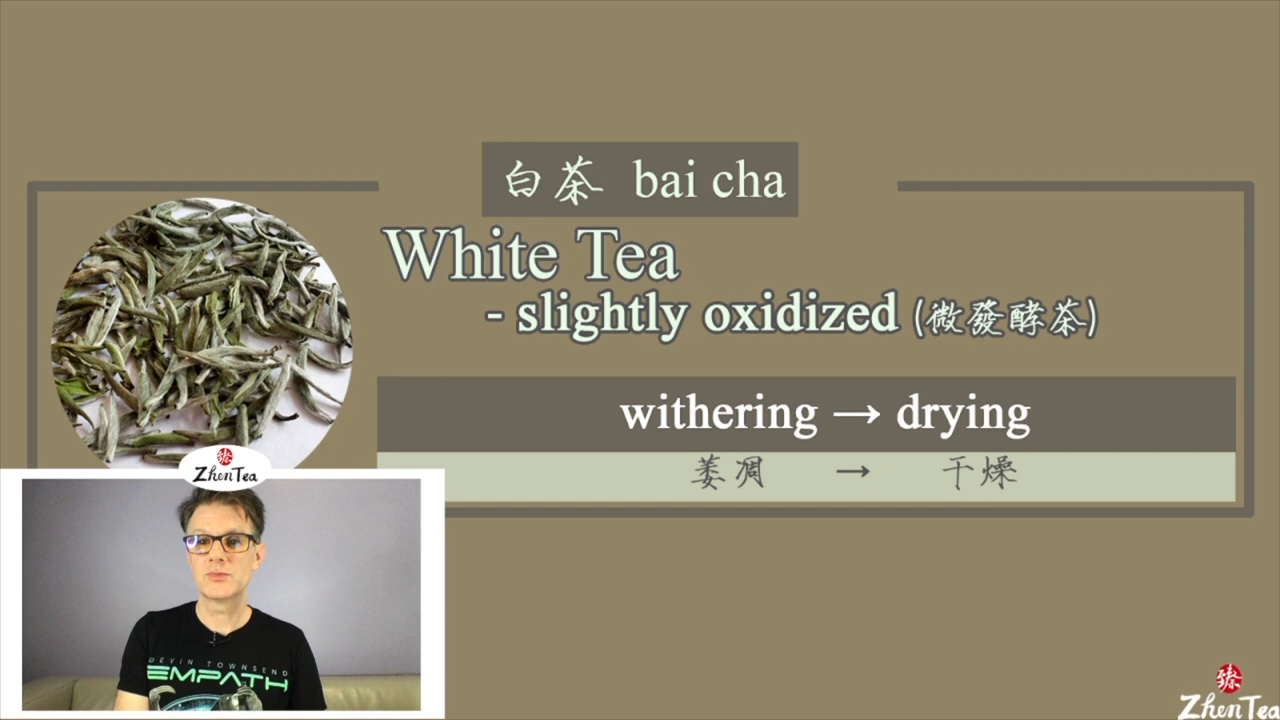 白茶 bai cha
White Tea
- slightly oxidized (微發酵茶)
withering → drying
萎凋 → 干燥
臻
ZhenTea
DEVIN TOWNSEND
EMPATH
臻
ZhenTea